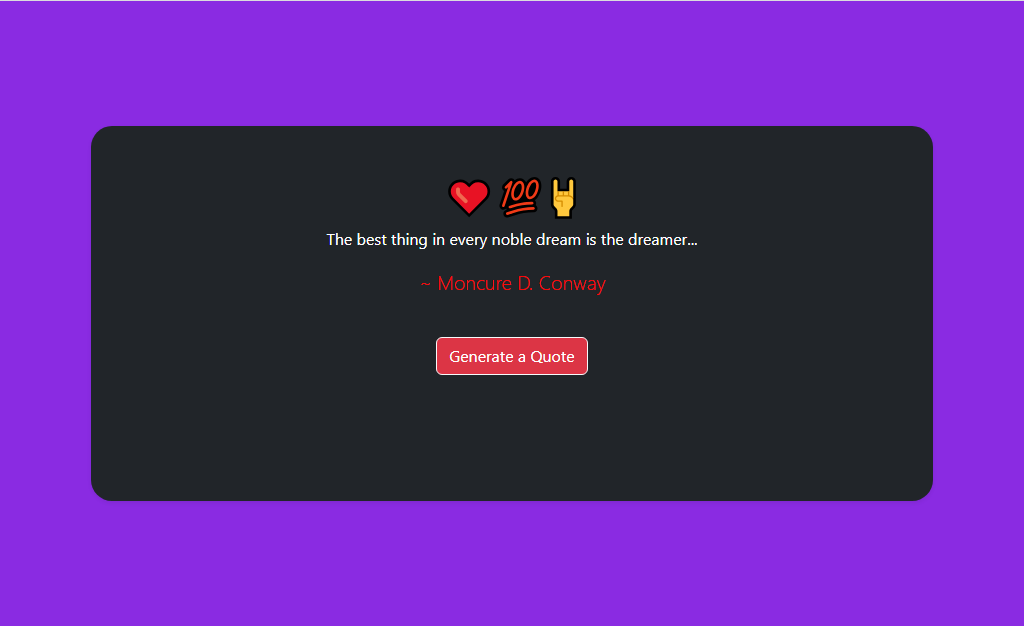 ❤️💯🤘
The best thing in every noble dream is the dreamer...
~ Moncure D. Conway
Generate a Quote